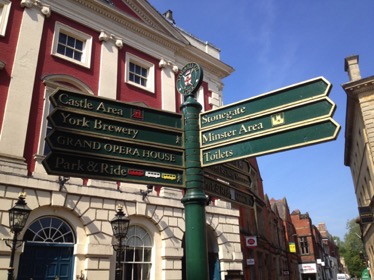 Castle Area
York Brewery
GRAND OPERA HOUSE
Park & Ride
Stonegate
Minster Area
Toilets